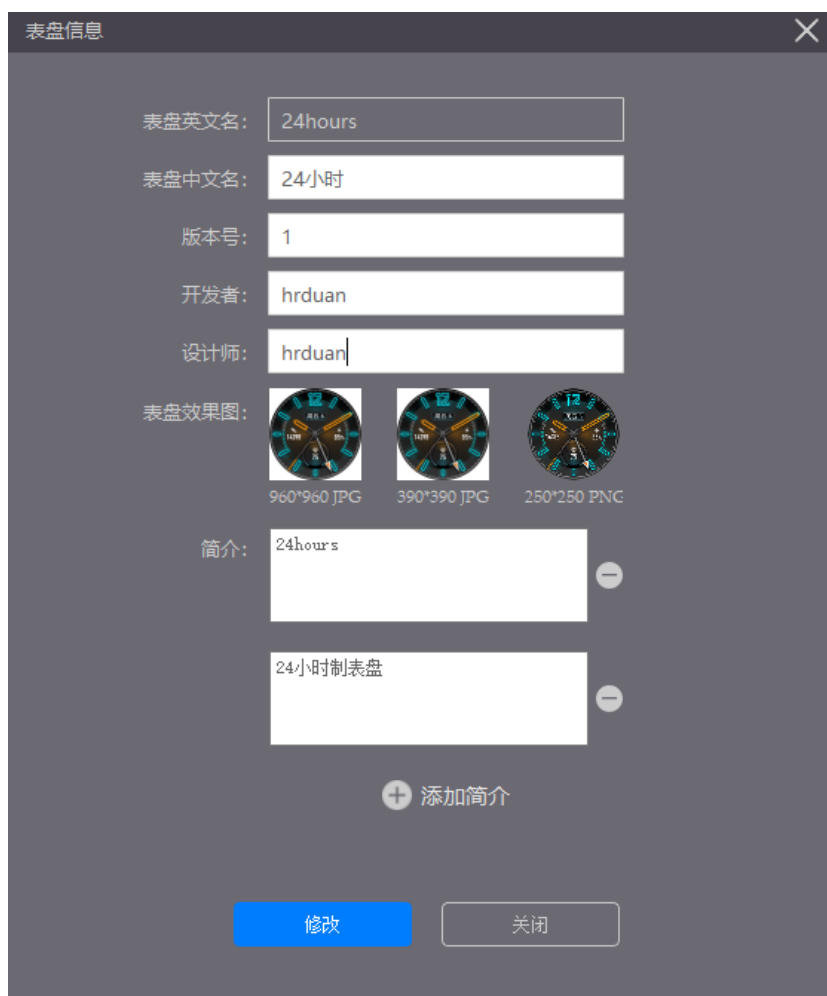 表盘信息
表盘英文名: 24hours
表盘中文名: 24小时
版本号: 1
开发者: hrduan
设计师: hrduan
表盘效果图:
960*960 JPG 390*390 JPG 250*250 PNG
简介: 24hours
24小时制表盘
添加简介
修改 关闭